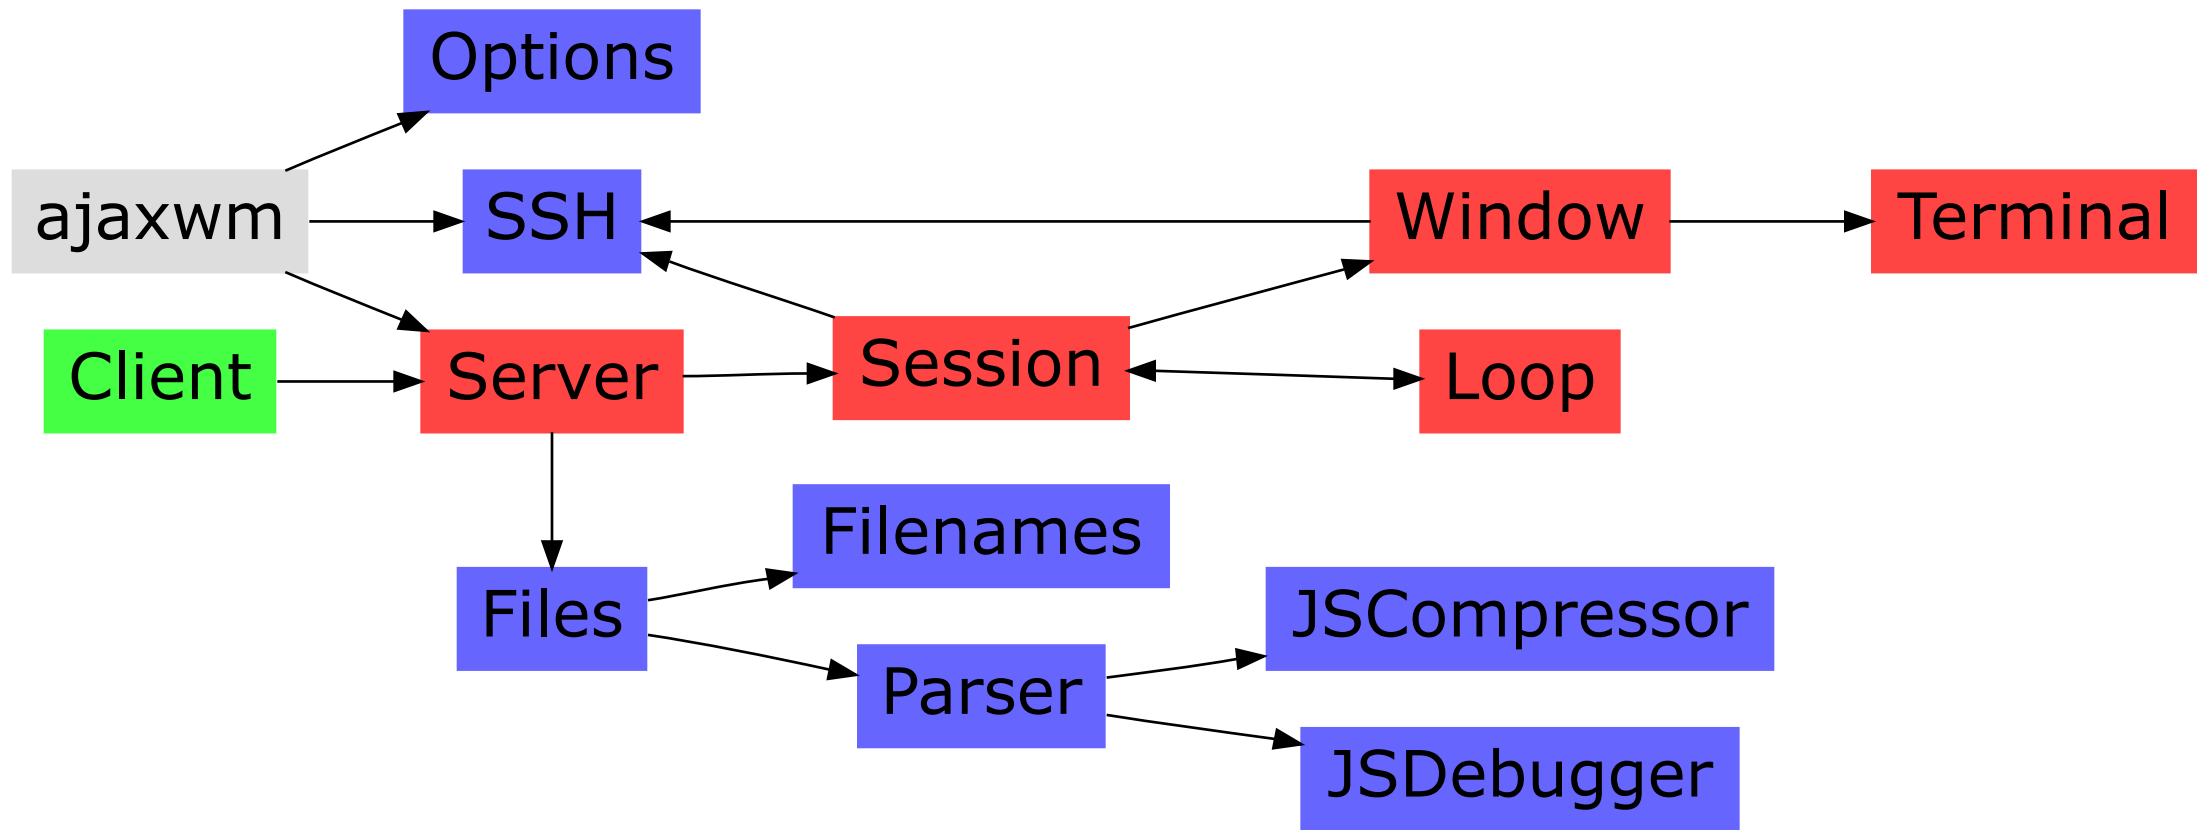 Options
ajaxwm
SSH
Window
Terminal
Client
Server
Session
Loop
Filenames
Files
JSCompressor
Parser
JSDebugger